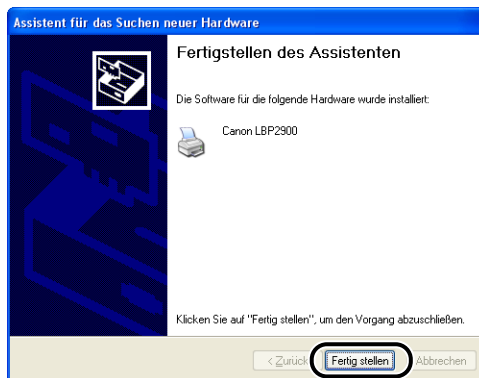 Assistent für das Suchen neuer Hardware
Fertigstellen des Assistenten
Die Software für die folgende Hardware wurde installiert:
Canon LBP2900
Klicken Sie auf "Fertig stellen", um den Vorgang abzuschließen.
< Zurück
Fertig stellen
Abbrechen